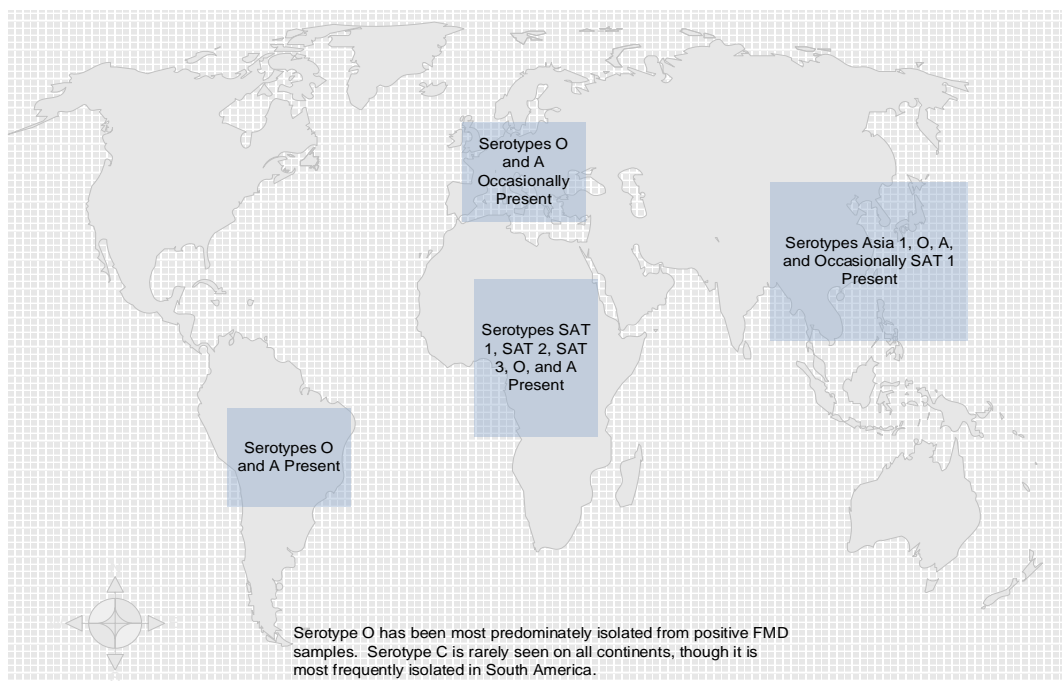 Serotypes O
and A
Occasionally
Present
Serotypes Asia 1, O, A,
and Occasionally SAT 1
Present
Serotypes SAT
1, SAT 2, SAT
3, O, and A
Present
Serotypes O
and A Present
Serotype O has been most predominately isolated from positive FMD
samples.  Serotype C is rarely seen on all continents, though it is
most frequently isolated in South America.